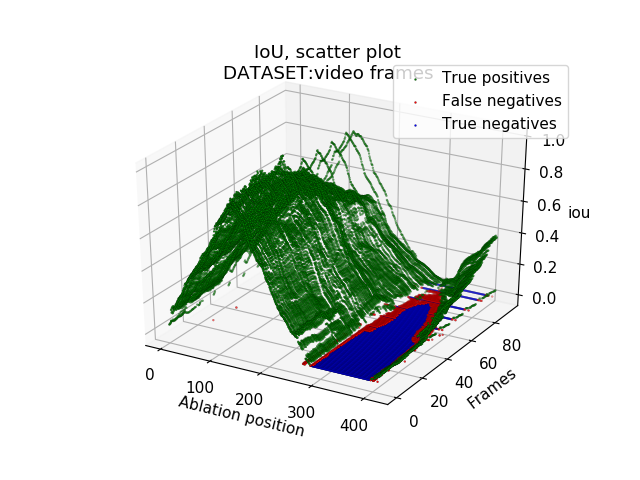 IoU, scatter plot
DATASET:video frames
True positives
False negatives
True negatives
1.0
0.8
0.6
0.4
0.2
0.0
iou
0
100
200
300
400
Ablation position
0
20
40
60
80
Frames